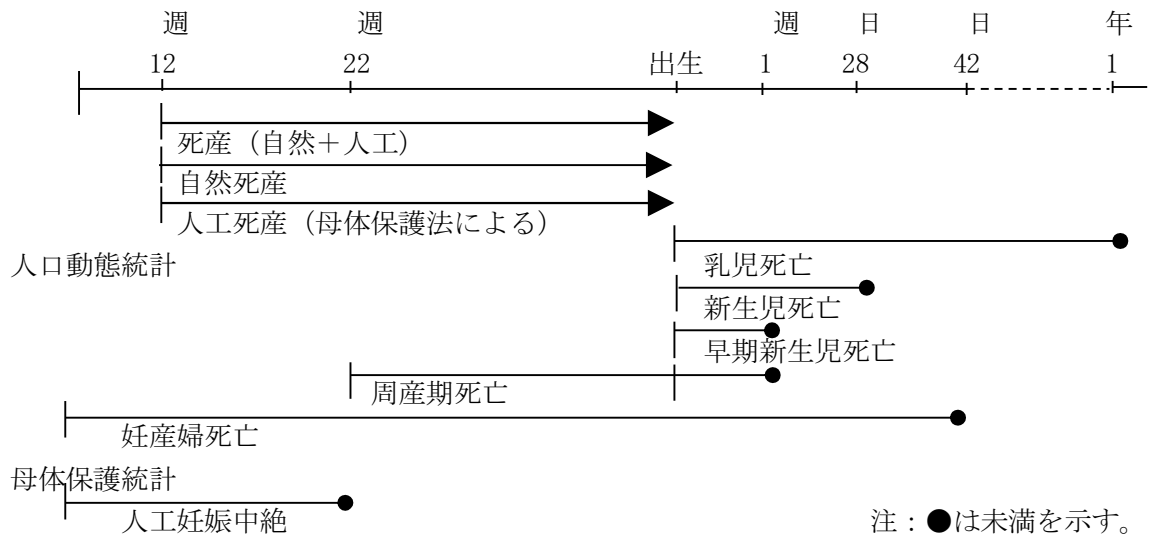 週 週 週 日 日 年
12 22 出生 1 28 42 1
死産（自然＋人工）
自然死産
人工死産（母体保護法による）
人口動態統計
乳児死亡
新生児死亡
早期新生児死亡
周産期死亡
妊産婦死亡
母体保護統計
人工妊娠中絶
注：●は未満を示す。